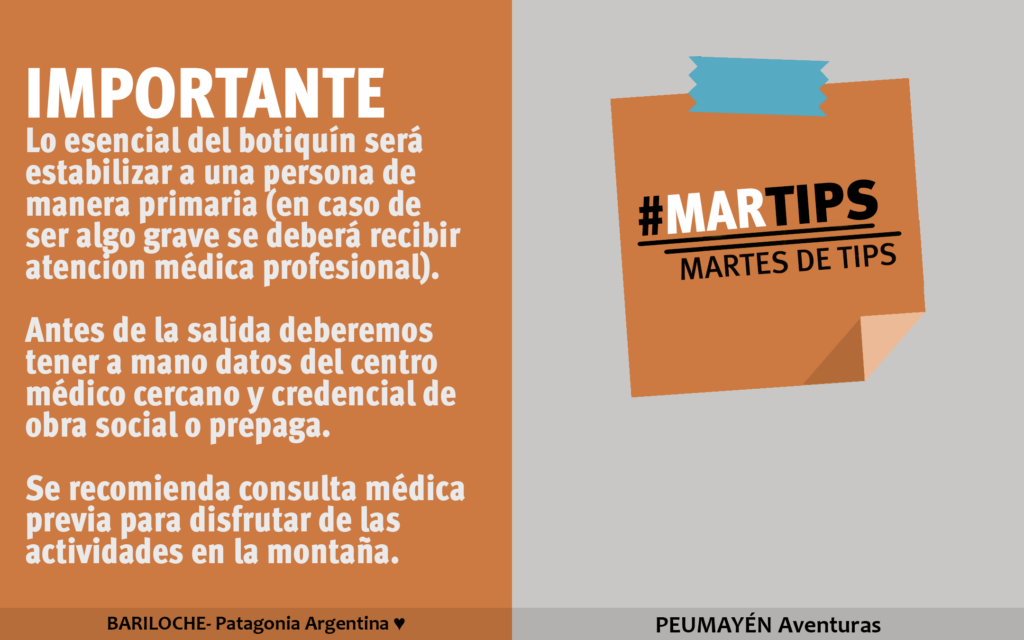 IMPORTANTE
Lo esencial del botiquín será
estabilizar a una persona de
manera primaria (en caso de
ser algo grave se deberá recibir
atencion médica profesional).
Antes de la salida deberemos
tener a mano datos del centro
médico cercano y credencial de
obra social o prepaga.
Se recomienda consulta médica
previa para disfrutar de las
actividades en la montaña.
BARILOCHE- Patagonia Argentina ♥
#MARTIPS
MARTES DE TIPS
PEUMAYÉN Aventuras